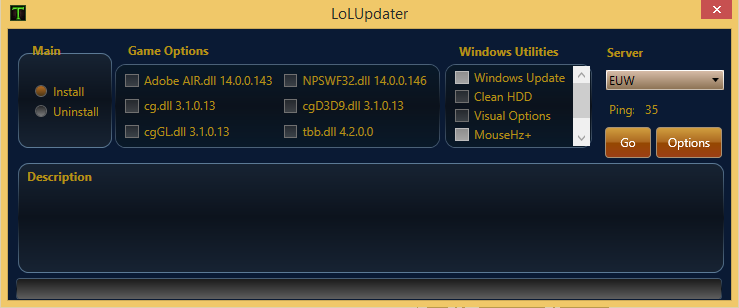 T
LoLUpdater
Main
Install
Uninstall
Game Options
Adobe AIR.dll 14.0.0.143
NPSWF32.dll 14.0.0.146
cg.dll 3.1.0.13
cgD3D9.dll 3.1.0.13
cgGL.dll 3.1.0.13
tbb.dll 4.2.0.0
Windows Utilities
Windows Update
Clean HDD
Visual Options
MouseHz+
Server
EUW
Ping: 35
Go
Options
Description